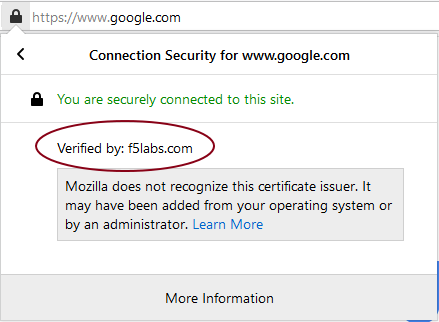 https://www.google.com
Connection Security for www.google.com
You are securely connected to this site.
Verified by: f5labs.com
Mozilla does not recognize this certificate issuer. It
may have been added from your operating system or
by an administrator. Learn More
More Information